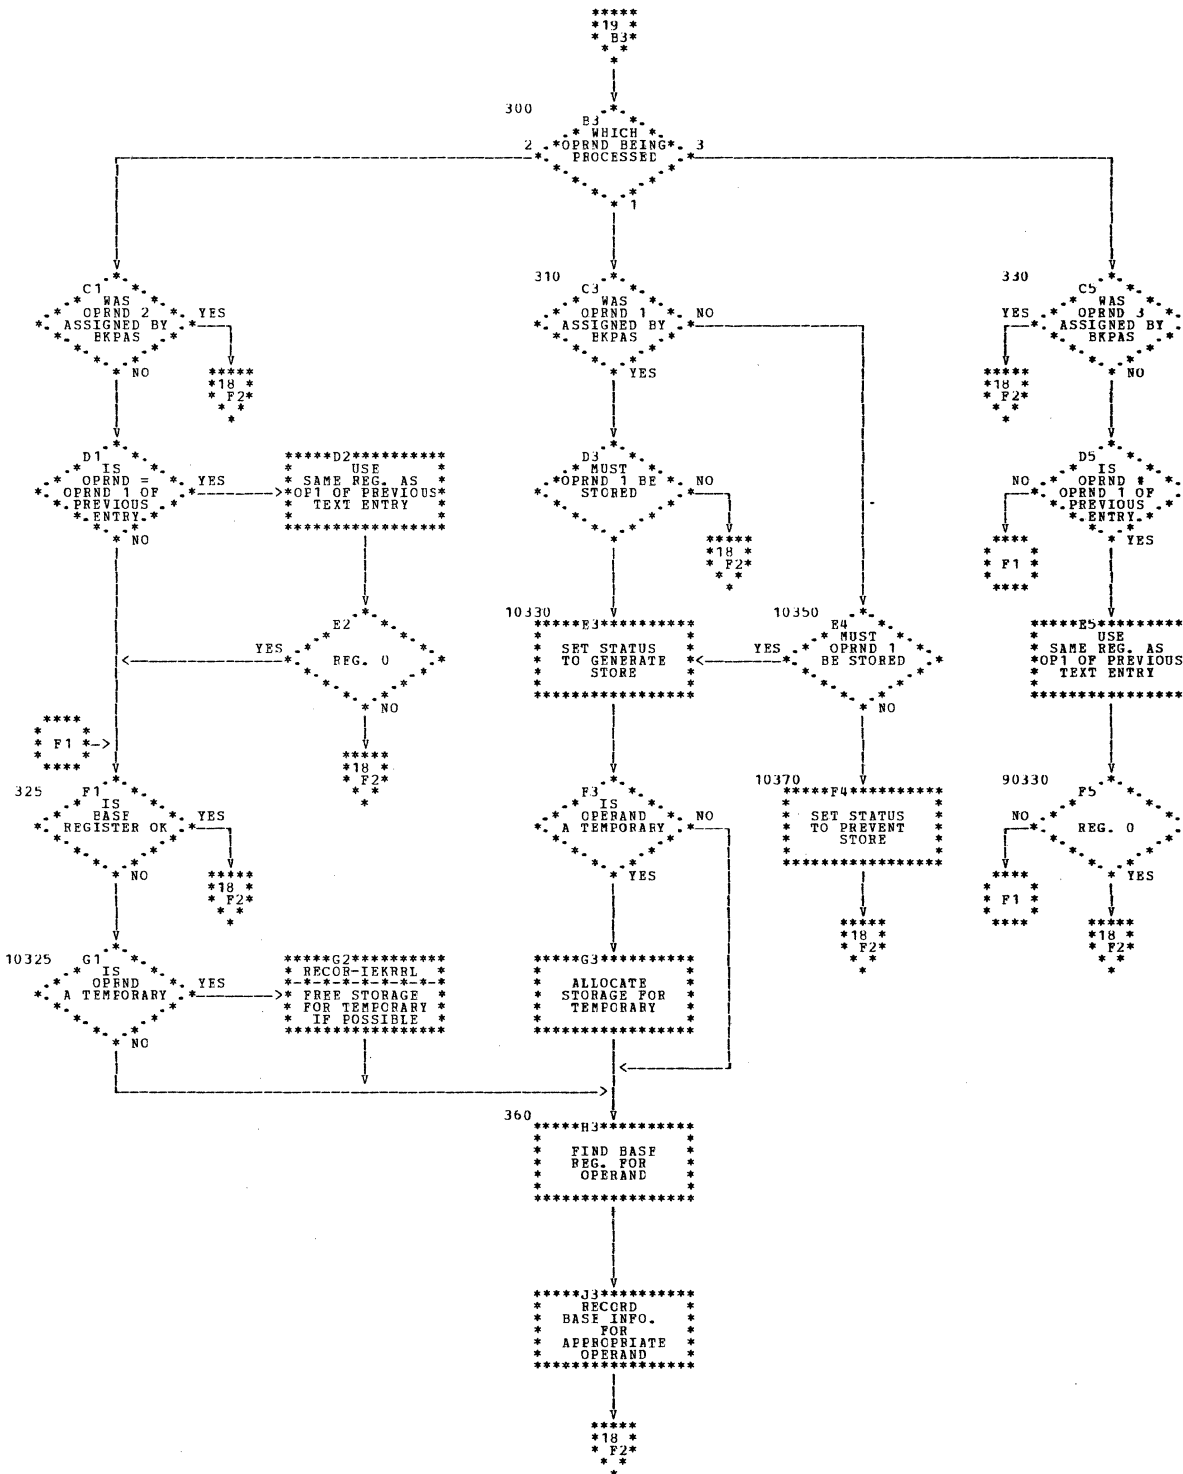 19
B3
300
B3
WHICH
2 OPRND BEING 3
PROCESSED
1
310 330
C1 C3 C5
WAS WAS WAS
OPRND 2 YES OPRND 1 NO YES OPRND 3
ASSIGNED BY ASSIGNED BY ASSIGNED BY
BKPAS BKPAS BKPAS
NO YES NO
18 18
F2 F2
D1 D2 D3 D5
IS USE MUST IS
OPRND = YES SAME REG. AS OPRND 1 BE NO NO OPRND #
OPRND 1 OF OP1 OF PREVIOUS STORED OPRND 1 OF
PREVIOUS TEXT ENTRY PREVIOUS
ENTRY ENTRY
NO YES YES
18 F1
F2
10330 10350
E2 E3 E4 E5
YES REG. 0 SET STATUS YES MUST USE
TO GENERATE OPRND 1 SAME REG. AS
STORE BE STORED OP1 OF PREVIOUS
TEXT ENTRY
NO NO
F1 18
F2
325 10370 90330
F1 F3 F4 F5
IS IS
BASE YES OPERAND NO SET STATUS NO REG. 0
REGISTER OK A TEMPORARY TO PREVENT
STORE
NO YES YES
18 F1
F2
18 18
F2 F2
10325
G1 G2 G3
IS RECOR-IEKRRL
OPRND YES FREE STORAGE ALLOCATE
A TEMPORARY FOR TEMPORARY STORAGE FOR
IF POSSIBLE TEMPORARY
NO
360
H3
FIND BASE
REG. FOR
OPERAND
J3
RECORD
BASE INFO.
FOR
APPROPRIATE
OPERAND
18
F2